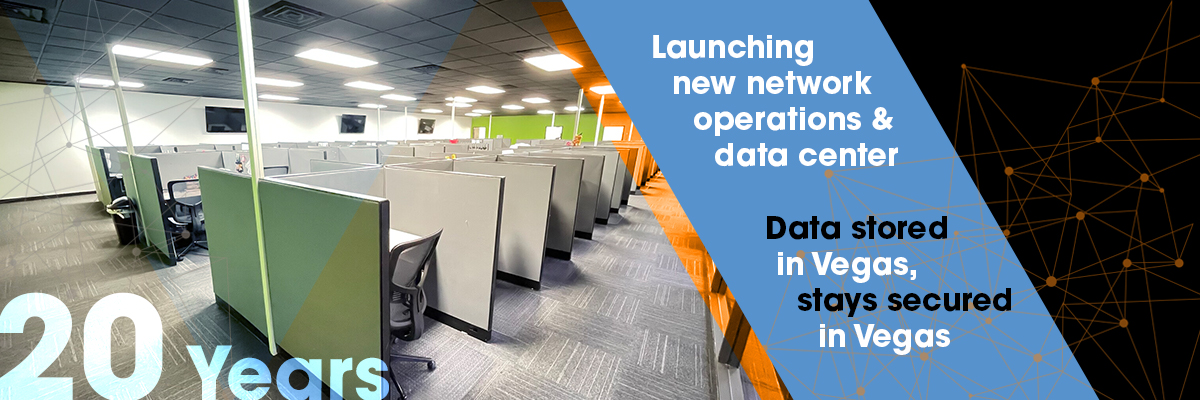 Launching
new network
operations &
data center
Data stored
in Vegas,
stays secured
in Vegas
20 Years